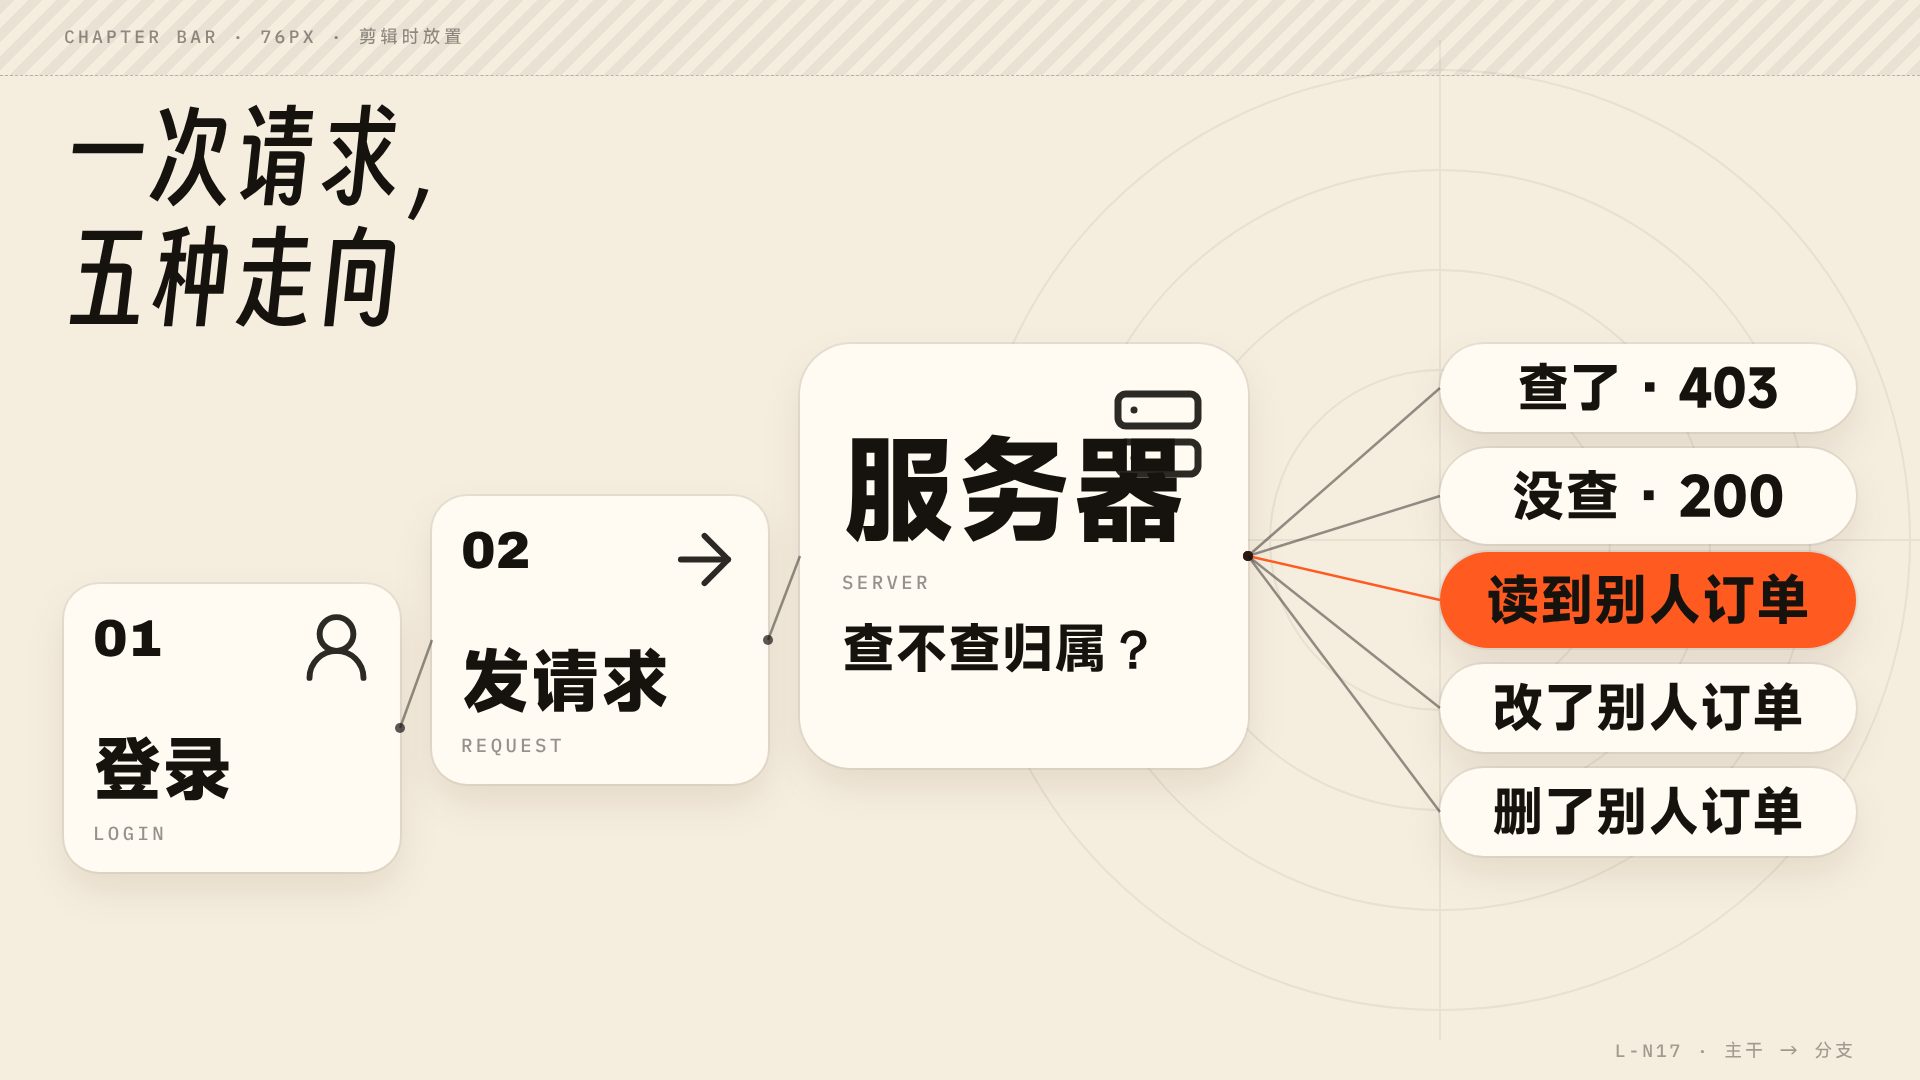 CHAPTER BAR · 76PX · 剪辑时放置
一次请求,
五种走向
01
登录
LOGIN
02
发请求
REQUEST
服务器
SERVER
查不查归属？
查了 · 403
没查 · 200
读到别人订单
改了别人订单
删了别人订单
L-N17 · 主干 → 分支